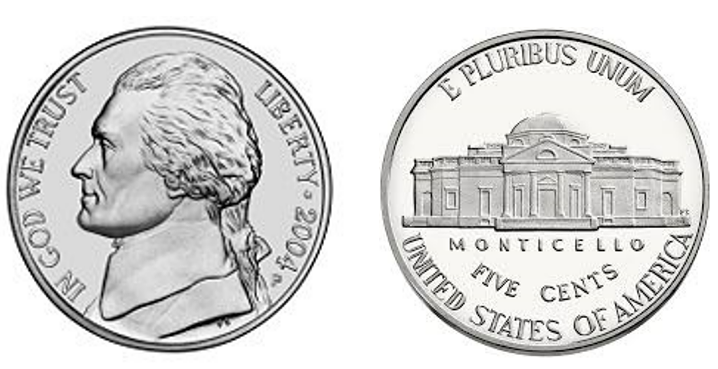 IN GOD WE TRUST
LIBERTY · 2004
E PLURIBUS UNUM
MONTICELLO
FIVE CENTS
UNITED STATES OF AMERICA